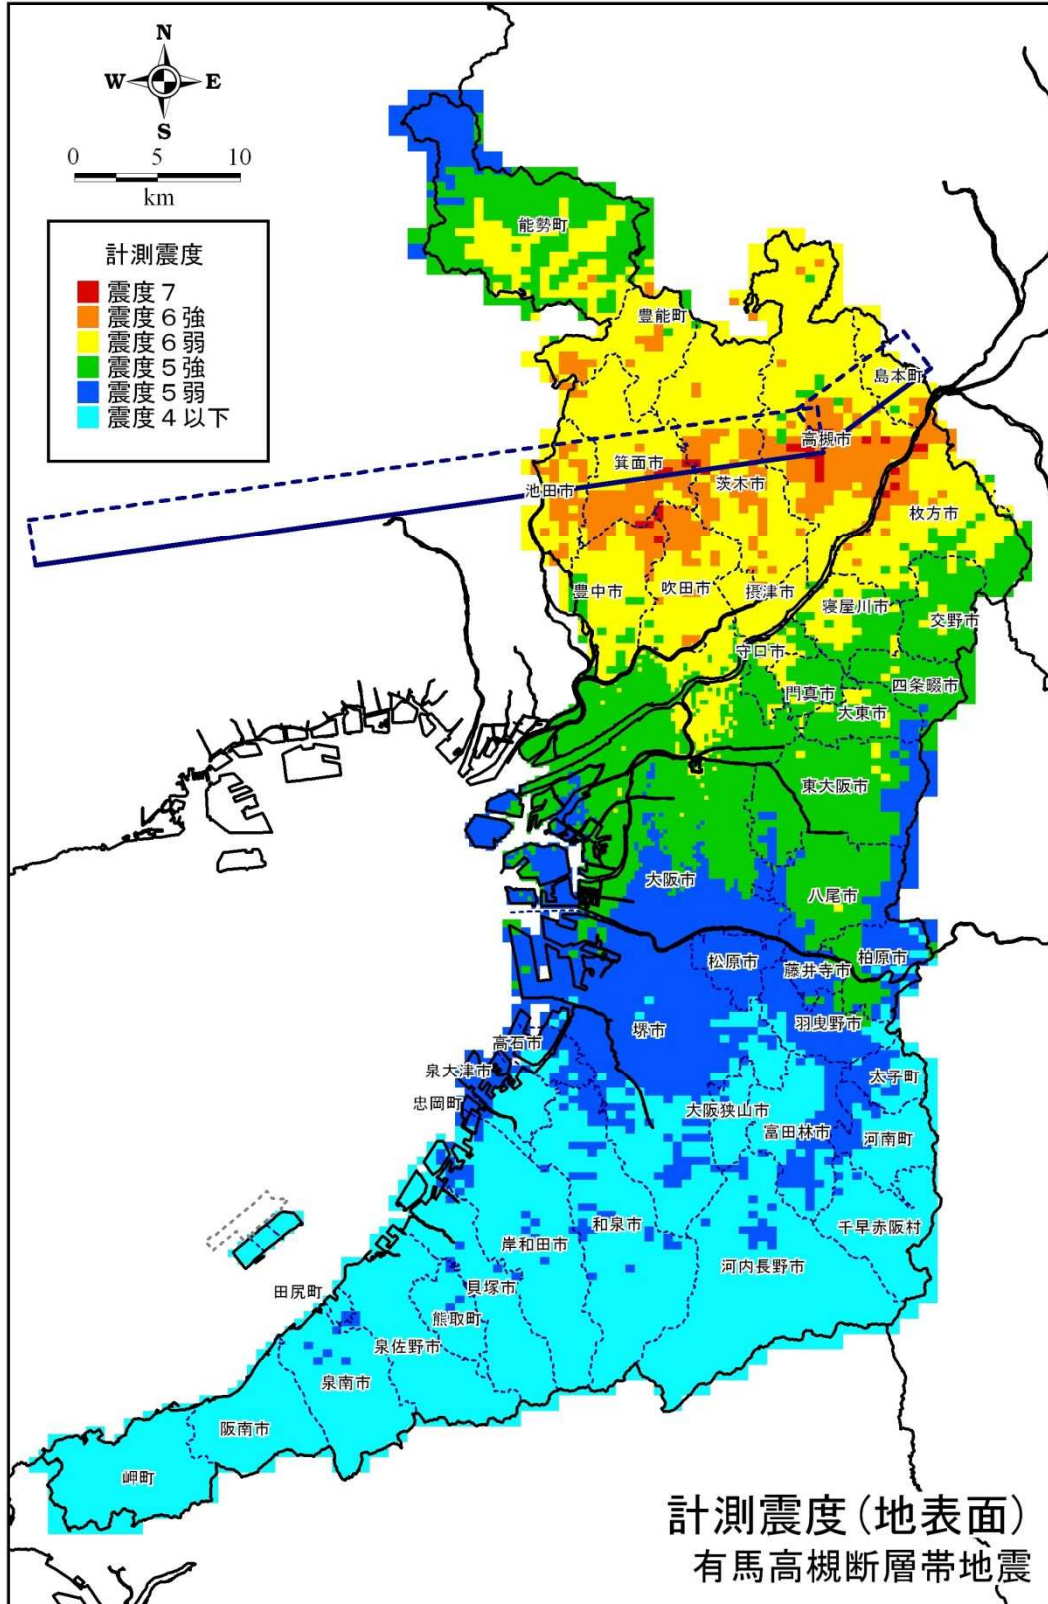 N
W E
S
0 5 10
km
計測震度
震度７
震度６強
震度６弱
震度５強
震度５弱
震度４以下
能勢町
豊能町
島本町
高槻市
箕面市
茨木市
池田市
枚方市
豊中市
吹田市
摂津市
寝屋川市
交野市
守口市
門真市
四條畷市
大東市
東大阪市
大阪市
八尾市
松原市
藤井寺市
柏原市
堺市
羽曳野市
高石市
泉大津市
太子町
忠岡町
大阪狭山市
富田林市
河南町
和泉市
千早赤阪村
岸和田市
河内長野市
貝塚市
田尻町
熊取町
泉佐野市
泉南市
阪南市
岬町
計測震度（地表面）
有馬高槻断層帯地震